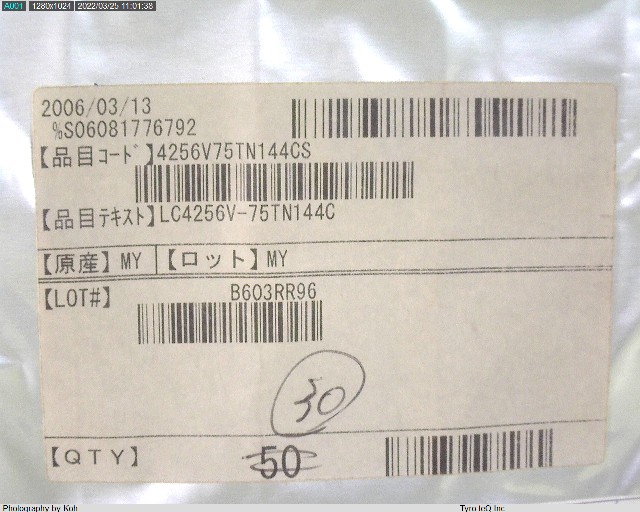 A001 1280x1024 2022/03/25 11:01:38
2006/03/13
%S06081776792
【品目コード】4256V75TN144CS
【品目テキスト】LC4256V-75TN144C
【原産】MY 【ロット】MY
【LOT#】 B603RR96
30
【QTY】 50
Photography by Koh TyroteQ Inc